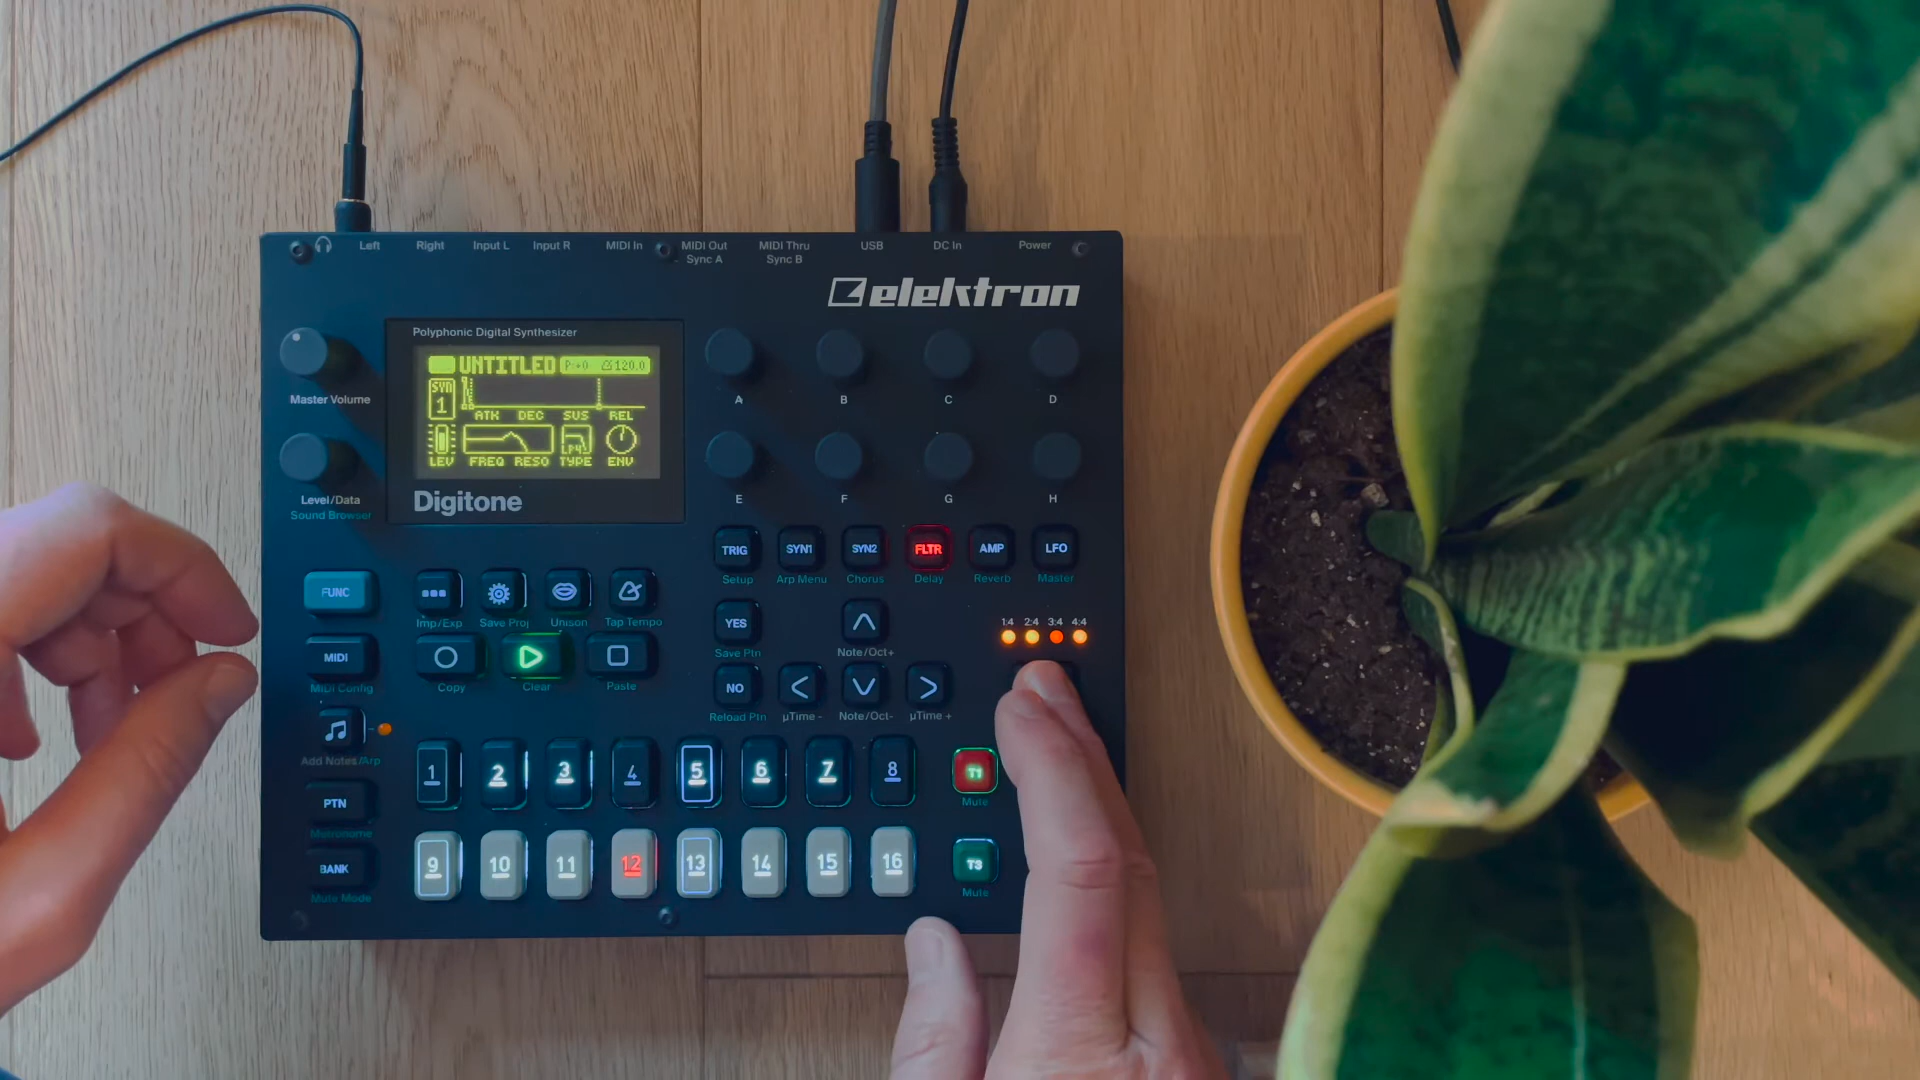 Left Right Input L Input R MIDI In MIDI Out MIDI Thru USB DC In Power
Sync A Sync B
elektron
Polyphonic Digital Synthesizer
UNTITLED 120.0
SYN
1
ATK DEC SUS REL
LEV FREQ RESO TYPE ENV
Digitone
Master Volume
Level/Data
Sound Browser
A B C D
E F G H
TRIG SYN1 SYN2 FLTR AMP LFO
Setup Arp Menu Chorus Delay Reverb Master
FUNC
Imp/Exp Save Proj Unison Tap Tempo
YES
Save Ptn Note/Oct+
1:4 2:4 3:4 4:4
MIDI
MIDI Config
Copy Clear Paste
NO
Reload Ptn µTime - Note/Oct- µTime +
Add Notes/Arp
1 2 3 4 5 6 7 8
T1
Mute
PTN
Metronome
9 10 11 12 13 14 15 16
T3
Mute
BANK
Mute Mode